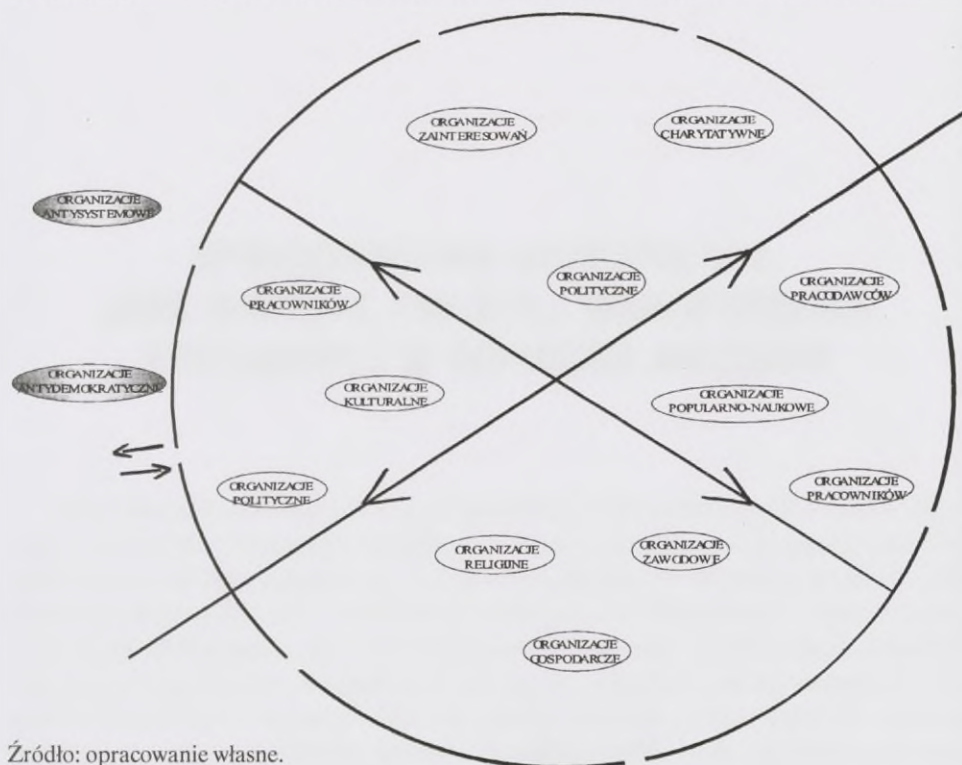 ORGANIZACJE
ZAINTERESOWAŃ
ORGANIZACJE
CHARYTATYWNE
ORGANIZACJE
ANTYSYSTEMOWE
ORGANIZACJE
PRACOWNIKÓW
ORGANIZACJE
POLITYCZNE
ORGANIZACJE
PRACODAWCÓW
ORGANIZACJE
ANTYDEMOKRATYCZNE
ORGANIZACJE
KULTURALNE
ORGANIZACJE
POPULARNO-NAUKOWE
ORGANIZACJE
POLITYCZNE
ORGANIZACJE
PRACOWNIKÓW
ORGANIZACJE
RELIGIJNE
ORGANIZACJE
ZAWODOWE
ORGANIZACJE
GOSPODARCZE
Źródło: opracowanie własne.